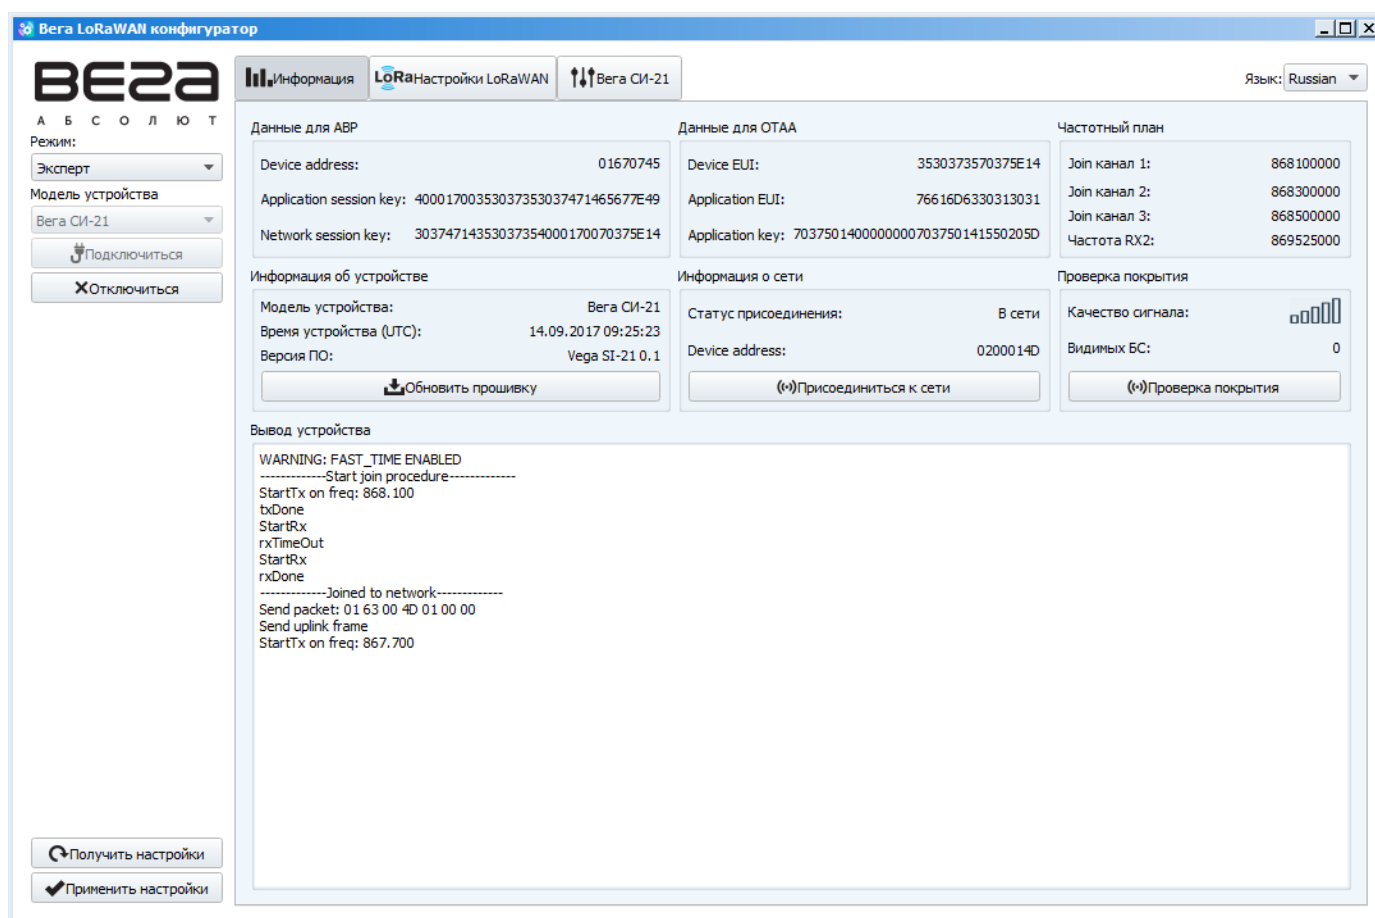 Вега LoRaWAN конфигуратор
ВЕГА
АБСОЛЮТ
Режим:
Эксперт
Модель устройства
Вега СИ-21
Подключиться
Отключиться
Получить настройки
Применить настройки
Информация
LoRa Настройки LoRaWAN
Вега СИ-21
Язык: Russian
Данные для ABP
Device address: 01670745
Application session key: 4000170035303735303747146567​7E49
Network session key: 3037471435303735400017007​0375E14
Данные для OTAA
Device EUI: 3530373570375E14
Application EUI: 76616D6330313031
Application key: 7037501400000000703750141550205D
Частотный план
Join канал 1: 868100000
Join канал 2: 868300000
Join канал 3: 868500000
Частота RX2: 869525000
Информация об устройстве
Модель устройства: Вега СИ-21
Время устройства (UTC): 14.09.2017 09:25:23
Версия ПО: Vega SI-21 0.1
Обновить прошивку
Информация о сети
Статус присоединения: В сети
Device address: 0200014D
Присоединиться к сети
Проверка покрытия
Качество сигнала:
Видимых БС: 0
Проверка покрытия
Вывод устройства
WARNING: FAST_TIME ENABLED
-------------Start join procedure-------------
StartTx on freq: 868.100
txDone
StartRx
rxTimeOut
StartRx
rxDone
-------------Joined to network-------------
Send packet: 01 63 00 4D 01 00 00
Send uplink frame
StartTx on freq: 867.700